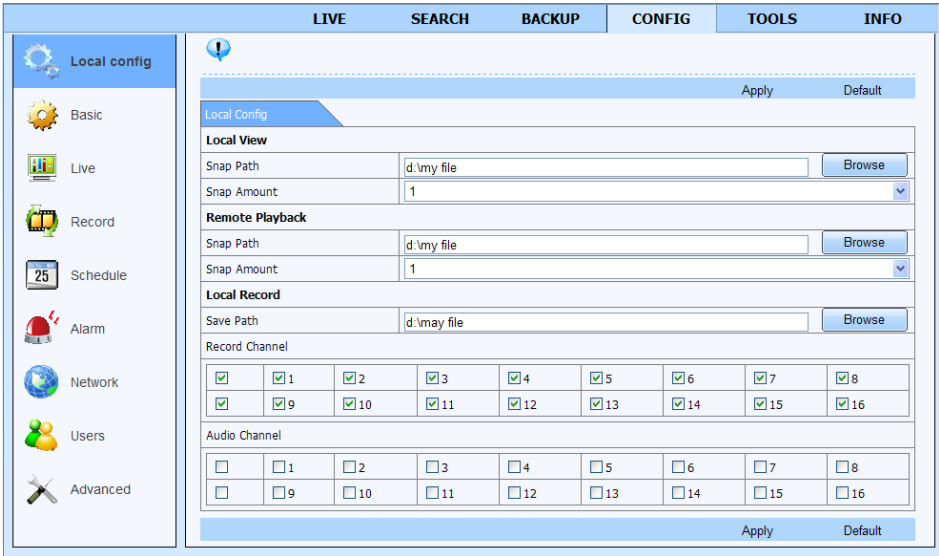 LIVE SEARCH BACKUP CONFIG TOOLS INFO
Local config
Basic
Live
Record
25 Schedule
Alarm
Network
Users
Advanced
Apply Default
Local Config
Local View
Snap Path d:\my file Browse
Snap Amount 1
Remote Playback
Snap Path d:\my file Browse
Snap Amount 1
Local Record
Save Path d:\may file Browse
Record Channel
1 2 3 4 5 6 7 8
9 10 11 12 13 14 15 16
Audio Channel
1 2 3 4 5 6 7 8
9 10 11 12 13 14 15 16
Apply Default